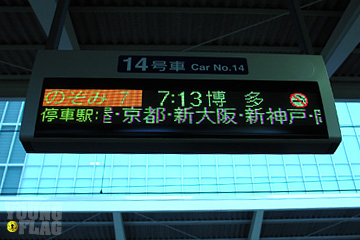 14号車 Car No.14
のぞみ 1 7:13 博多
停車駅: ・京都・新大阪・新神戸・
YOUNG
FLAG